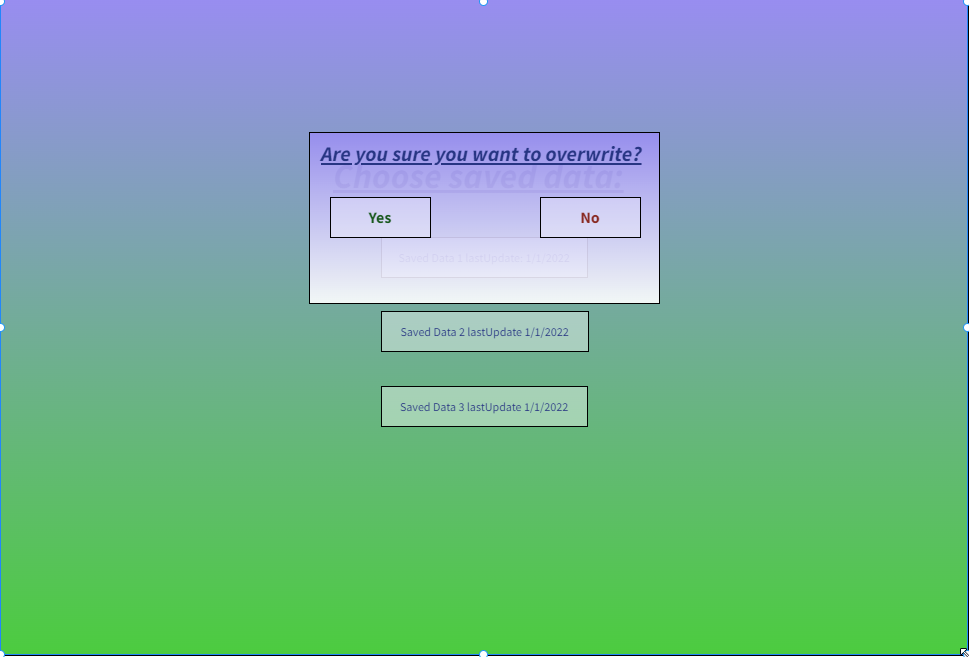 Are you sure you want to overwrite?
Choose saved data:
Yes
No
Saved Data 1 lastUpdate 1/1/2022
Saved Data 2 lastUpdate 1/1/2022
Saved Data 3 lastUpdate 1/1/2022